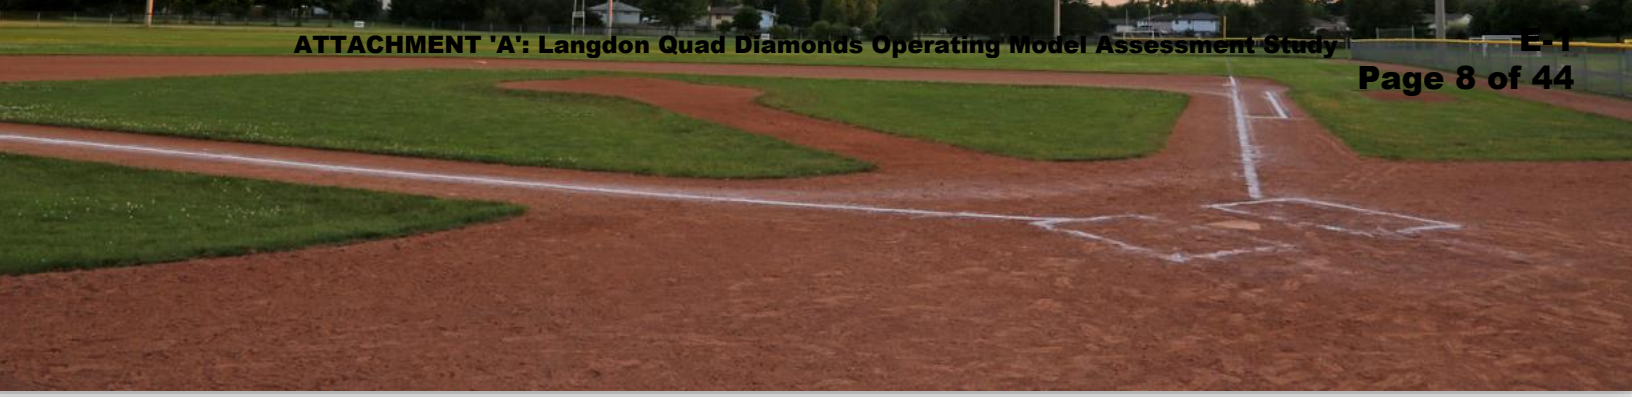 ATTACHMENT 'A': Langdon Quad Diamonds Operating Model Assessment Study
E-1
Page 8 of 44